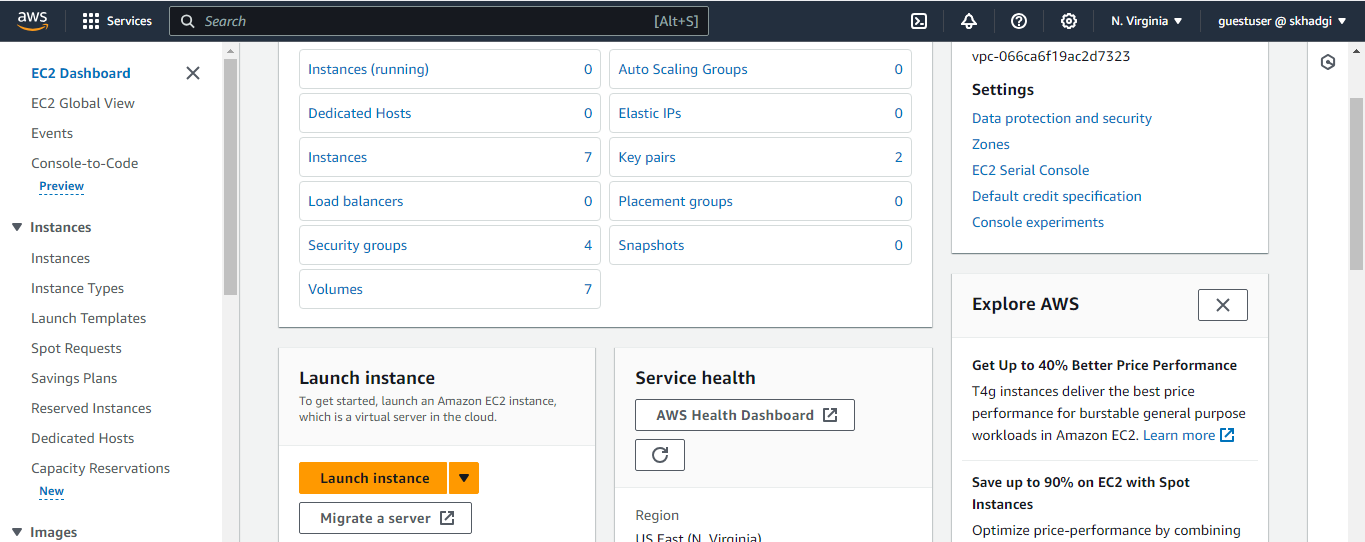 aws
Services
Search [Alt+S]
N. Virginia
guestuser @ skhadgi
EC2 Dashboard
EC2 Global View
Events
Console-to-Code
Preview
Instances
Instances
Instance Types
Launch Templates
Spot Requests
Savings Plans
Reserved Instances
Dedicated Hosts
Capacity Reservations
New
Images
Instances (running) 0
Auto Scaling Groups 0
Dedicated Hosts 0
Elastic IPs 0
Instances 7
Key pairs 2
Load balancers 0
Placement groups 0
Security groups 4
Snapshots 0
Volumes 7
Launch instance
To get started, launch an Amazon EC2 instance,
which is a virtual server in the cloud.
Launch instance
Migrate a server
Service health
AWS Health Dashboard
Region
US East (N. Virginia)
vpc-066ca6f19ac2d7323
Settings
Data protection and security
Zones
EC2 Serial Console
Default credit specification
Console experiments
Explore AWS
Get Up to 40% Better Price Performance
T4g instances deliver the best price
performance for burstable general purpose
workloads in Amazon EC2. Learn more
Save up to 90% on EC2 with Spot
Instances
Optimize price-performance by combining